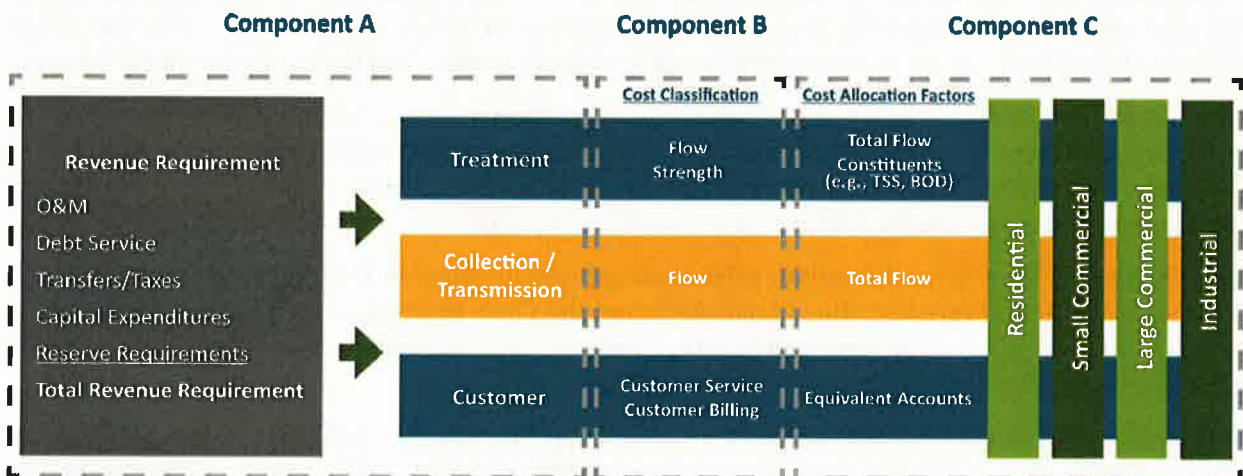 Component A
Component B
Component C
Revenue Requirement
O&M
Debt Service
Transfers/Taxes
Capital Expenditures
Reserve Requirements
Total Revenue Requirement
Treatment
Collection /
Transmission
Customer
Cost Classification
Flow
Strength
Flow
Customer Service
Customer Billing
Cost Allocation Factors
Total Flow
Constituents
(e.g., TSS, BOD)
Total Flow
Equivalent Accounts
Residential
Small Commercial
Large Commercial
Industrial